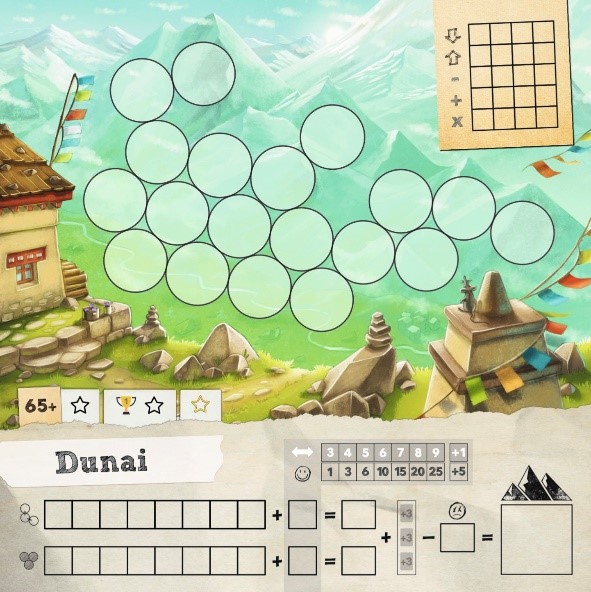 65+
Dunai
3 4 5 6 7 8 9 +1
1 3 6 10 15 20 25 +5
+ = +3
+ +3 - =
+ = +3